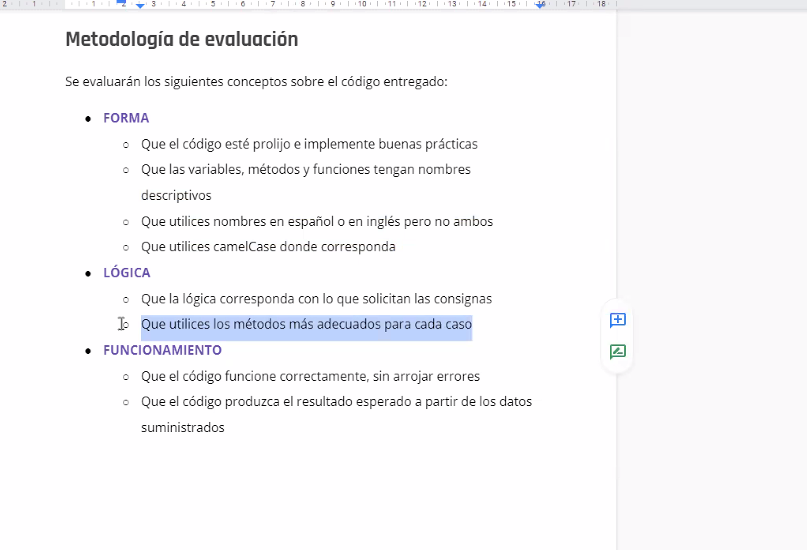 2 1 1 2 3 4 5 6 7 8 9 10 11 12 13 14 15 16 17 18
Metodología de evaluación
Se evaluarán los siguientes conceptos sobre el código entregado:
● FORMA
○ Que el código esté prolijo e implemente buenas prácticas
○ Que las variables, métodos y funciones tengan nombres
descriptivos
○ Que utilices nombres en español o en inglés pero no ambos
○ Que utilices camelCase donde corresponda
● LÓGICA
○ Que la lógica corresponda con lo que solicitan las consignas
○ Que utilices los métodos más adecuados para cada caso
● FUNCIONAMIENTO
○ Que el código funcione correctamente, sin arrojar errores
○ Que el código produzca el resultado esperado a partir de los datos
suministrados